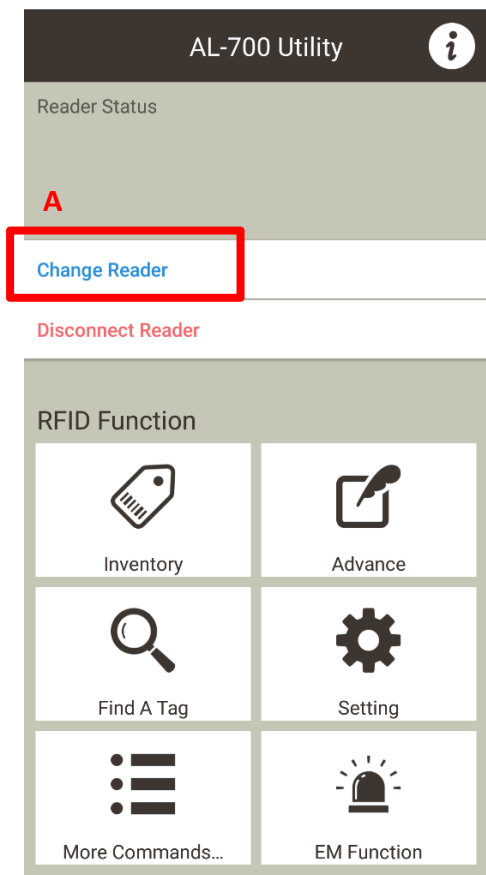 AL-700 Utility
Reader Status
A
Change Reader
Disconnect Reader
RFID Function
Inventory
Advance
Find A Tag
Setting
More Commands...
EM Function